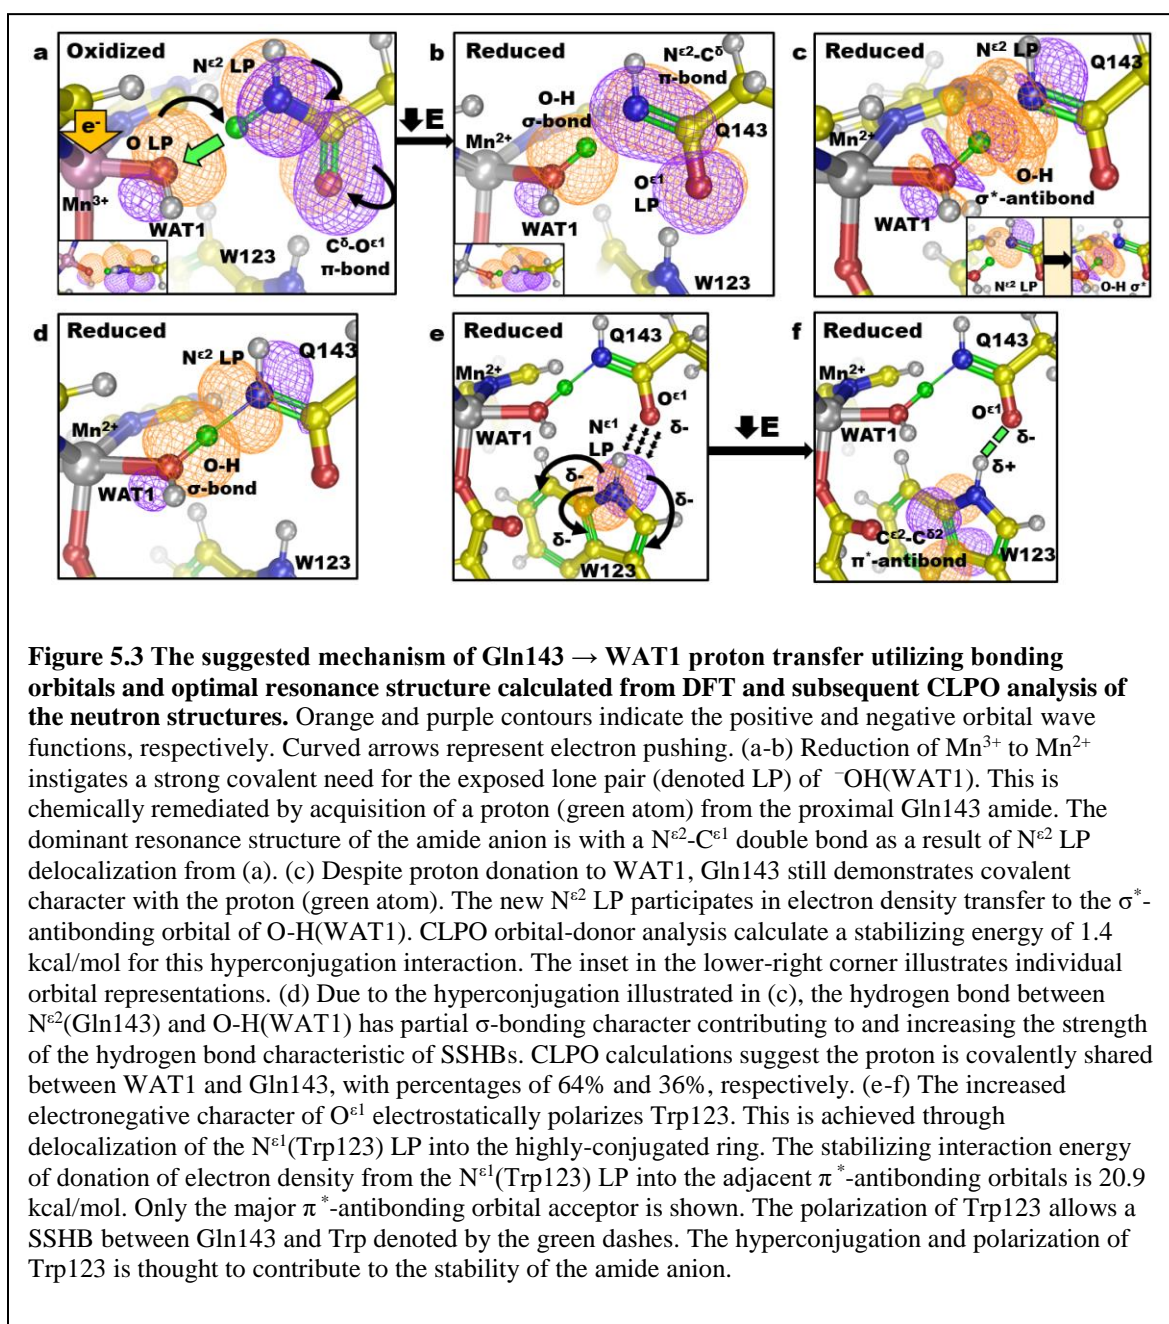 a Oxidized
Nε2 LP
e-
O LP
Mn3+
WAT1
W123
Cδ-Oε1
π-bond
E
b Reduced
Nε2-Cδ
π-bond
O-H
σ-bond
Mn2+
Q143
Oε1
LP
WAT1
W123
c Reduced
Nε2 LP
Q143
Mn2+
O-H
σ*-antibond
WAT1
Nε2 LP
O-H σ*
d Reduced
Nε2 LP
Q143
Mn2+
O-H
σ-bond
WAT1
W123
e Reduced
Q143
Mn2+
Oε1
WAT1
Nε1
LP
δ-
δ-
δ-
δ-
W123
E
f Reduced
Q143
Mn2+
Oε1
WAT1
δ-
δ+
Cε2-Cδ2
π*-antibond
W123
Figure 5.3 The suggested mechanism of Gln143 → WAT1 proton transfer utilizing bonding
orbitals and optimal resonance structure calculated from DFT and subsequent CLPO analysis of
the neutron structures. Orange and purple contours indicate the positive and negative orbital wave
functions, respectively. Curved arrows represent electron pushing. (a-b) Reduction of Mn3+ to Mn2+
instigates a strong covalent need for the exposed lone pair (denoted LP) of −OH(WAT1). This is
chemically remediated by acquisition of a proton (green atom) from the proximal Gln143 amide. The
dominant resonance structure of the amide anion is with a Nε2-Cε1 double bond as a result of Nε2 LP
delocalization from (a). (c) Despite proton donation to WAT1, Gln143 still demonstrates covalent
character with the proton (green atom). The new Nε2 LP participates in electron density transfer to the σ*-
antibonding orbital of O-H(WAT1). CLPO orbital-donor analysis calculate a stabilizing energy of 1.4
kcal/mol for this hyperconjugation interaction. The inset in the lower-right corner illustrates individual
orbital representations. (d) Due to the hyperconjugation illustrated in (c), the hydrogen bond between
Nε2(Gln143) and O-H(WAT1) has partial σ-bonding character contributing to and increasing the strength
of the hydrogen bond characteristic of SSHBs. CLPO calculations suggest the proton is covalently shared
between WAT1 and Gln143, with percentages of 64% and 36%, respectively. (e-f) The increased
electronegative character of Oε1 electrostatically polarizes Trp123. This is achieved through
delocalization of the Nε1(Trp123) LP into the highly-conjugated ring. The stabilizing interaction energy
of donation of electron density from the Nε1(Trp123) LP into the adjacent π*-antibonding orbitals is 20.9
kcal/mol. Only the major π*-antibonding orbital acceptor is shown. The polarization of Trp123 allows a
SSHB between Gln143 and Trp denoted by the green dashes. The hyperconjugation and polarization of
Trp123 is thought to contribute to the stability of the amide anion.